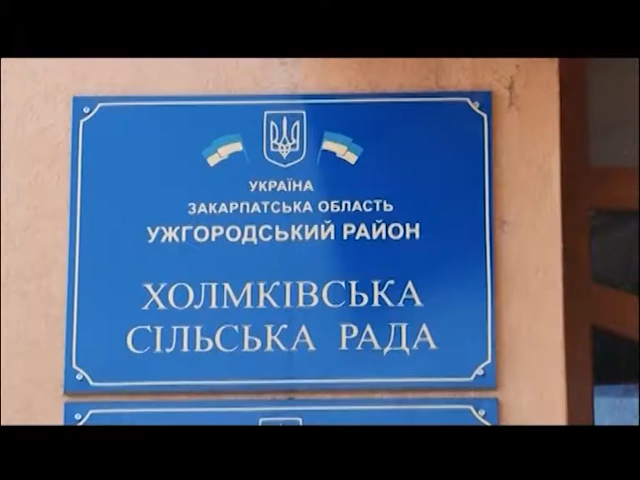 УКРАЇНА
ЗАКАРПАТСЬКА ОБЛАСТЬ
УЖГОРОДСЬКИЙ РАЙОН
ХОЛМКІВСЬКА
СІЛЬСЬКА РАДА